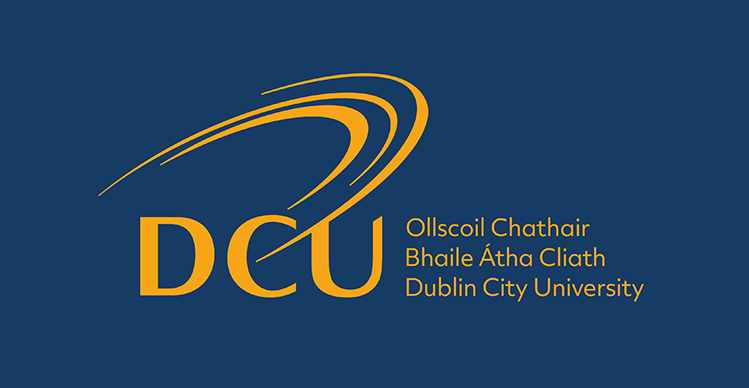 DCU
Ollscoil Chathair
Bhaile Átha Cliath
Dublin City University